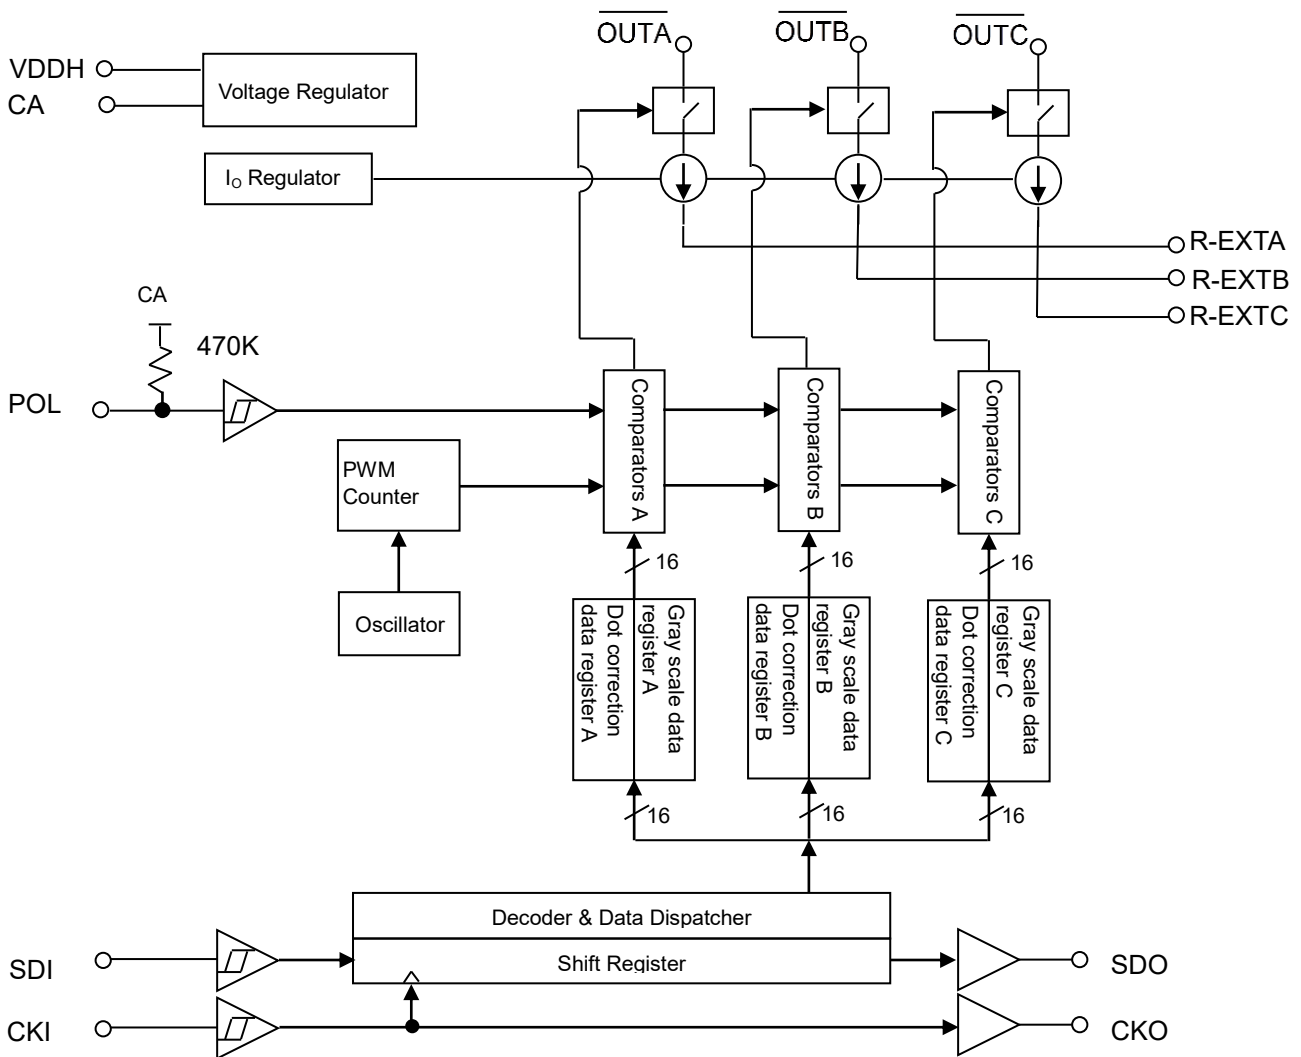 OUTA
OUTB
OUTC
VDDH
CA
Voltage Regulator
IO Regulator
R-EXTA
R-EXTB
R-EXTC
CA
470K
POL
Comparators A
Comparators B
Comparators C
PWM
Counter
Oscillator
16
16
16
Gray scale data
register A
Dot correction
data register A
Gray scale data
register B
Dot correction
data register B
Gray scale data
register C
Dot correction
data register C
16
16
16
Decoder & Data Dispatcher
Shift Register
SDI
SDO
CKI
CKO